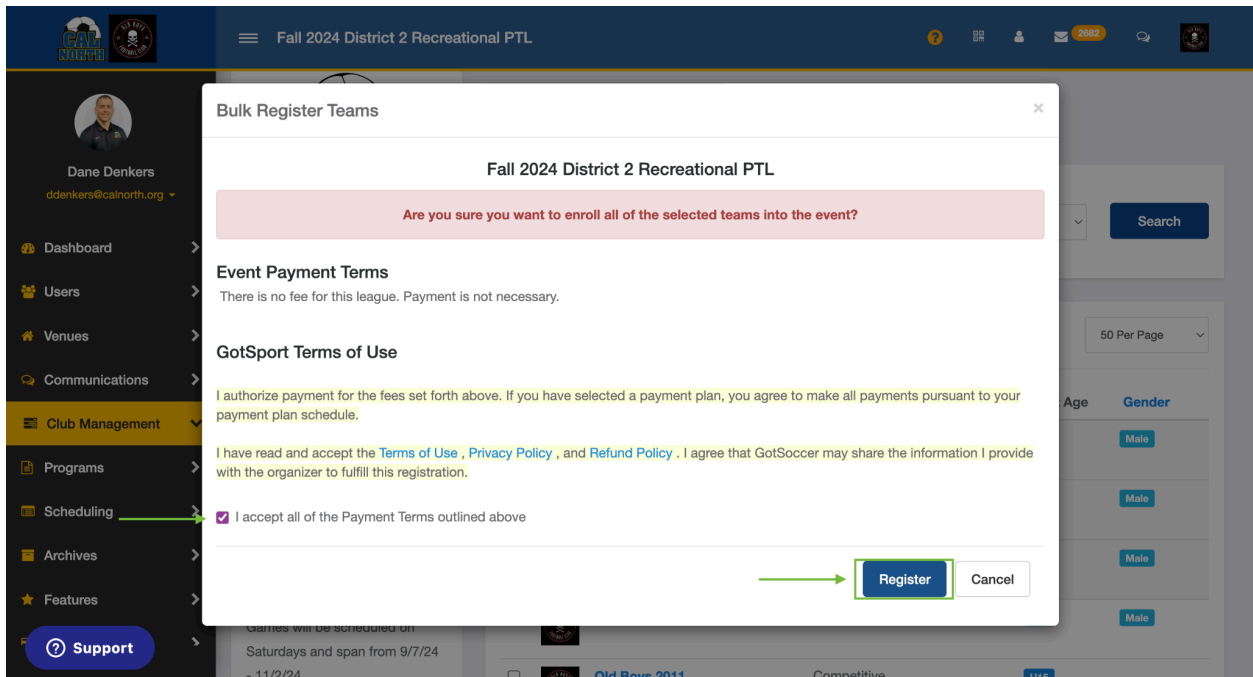 CAL
NORTH
OLD BOYS
FOOTBALL CLUB
Fall 2024 District 2 Recreational PTL
?
2682
Dane Denkers
ddenkers@calnorth.org
Dashboard
Users
Venues
Communications
Club Management
Programs
Scheduling
Archives
Features
Support
Bulk Register Teams
×
Fall 2024 District 2 Recreational PTL
Are you sure you want to enroll all of the selected teams into the event?
Event Payment Terms
There is no fee for this league. Payment is not necessary.
GotSport Terms of Use
I authorize payment for the fees set forth above. If you have selected a payment plan, you agree to make all payments pursuant to your
payment plan schedule.
I have read and accept the Terms of Use , Privacy Policy , and Refund Policy . I agree that GotSoccer may share the information I provide
with the organizer to fulfill this registration.
I accept all of the Payment Terms outlined above
Register
Cancel
Search
50 Per Page
Age Gender
Male
Male
Male
Male
Games will be scheduled on
Saturdays and span from 9/7/24
- 11/2/24
Old Boys 2011 Competitive U15